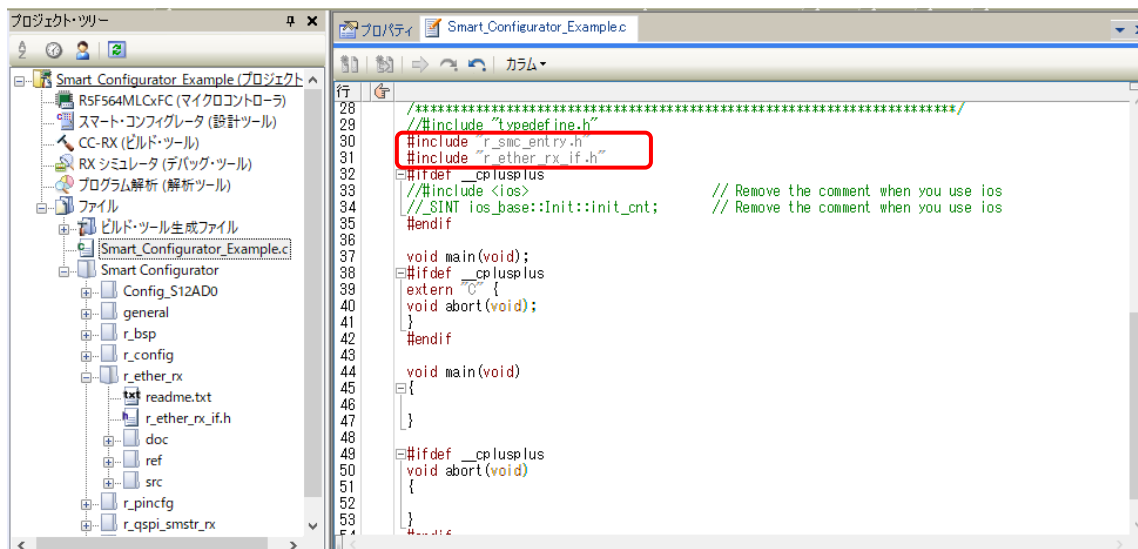 プロジェクト・ツリー
Smart_Configurator_Example (プロジェクト
R5F564MLCxFC (マイクロコントローラ)
スマート・コンフィグレータ (設計ツール)
CC-RX (ビルド・ツール)
RX シミュレータ (デバッグ・ツール)
プログラム解析 (解析ツール)
ファイル
ビルド・ツール生成ファイル
Smart_Configurator_Example.c
Smart Configurator
Config_S12AD0
general
r_bsp
r_config
r_ether_rx
readme.txt
r_ether_rx_if.h
doc
ref
src
r_pincfg
r_qspi_smstr_rx
プロパティ Smart_Configurator_Example.c
カラム
行
28 /***********************************************************************/
29 //#include "typedefine.h"
30 #include "r_smc_entry.h"
31 #include "r_ether_rx_if.h"
32 #ifdef __cplusplus
33 //#include <ios> // Remove the comment when you use ios
34 //_SINT ios_base::Init::init_cnt; // Remove the comment when you use ios
35 #endif
36
37 void main(void);
38 #ifdef __cplusplus
39 extern "C" {
40 void abort(void);
41 }
42 #endif
43
44 void main(void)
45 {
46
47 }
48
49 #ifdef __cplusplus
50 void abort(void)
51 {
52
53 }
54 #endif